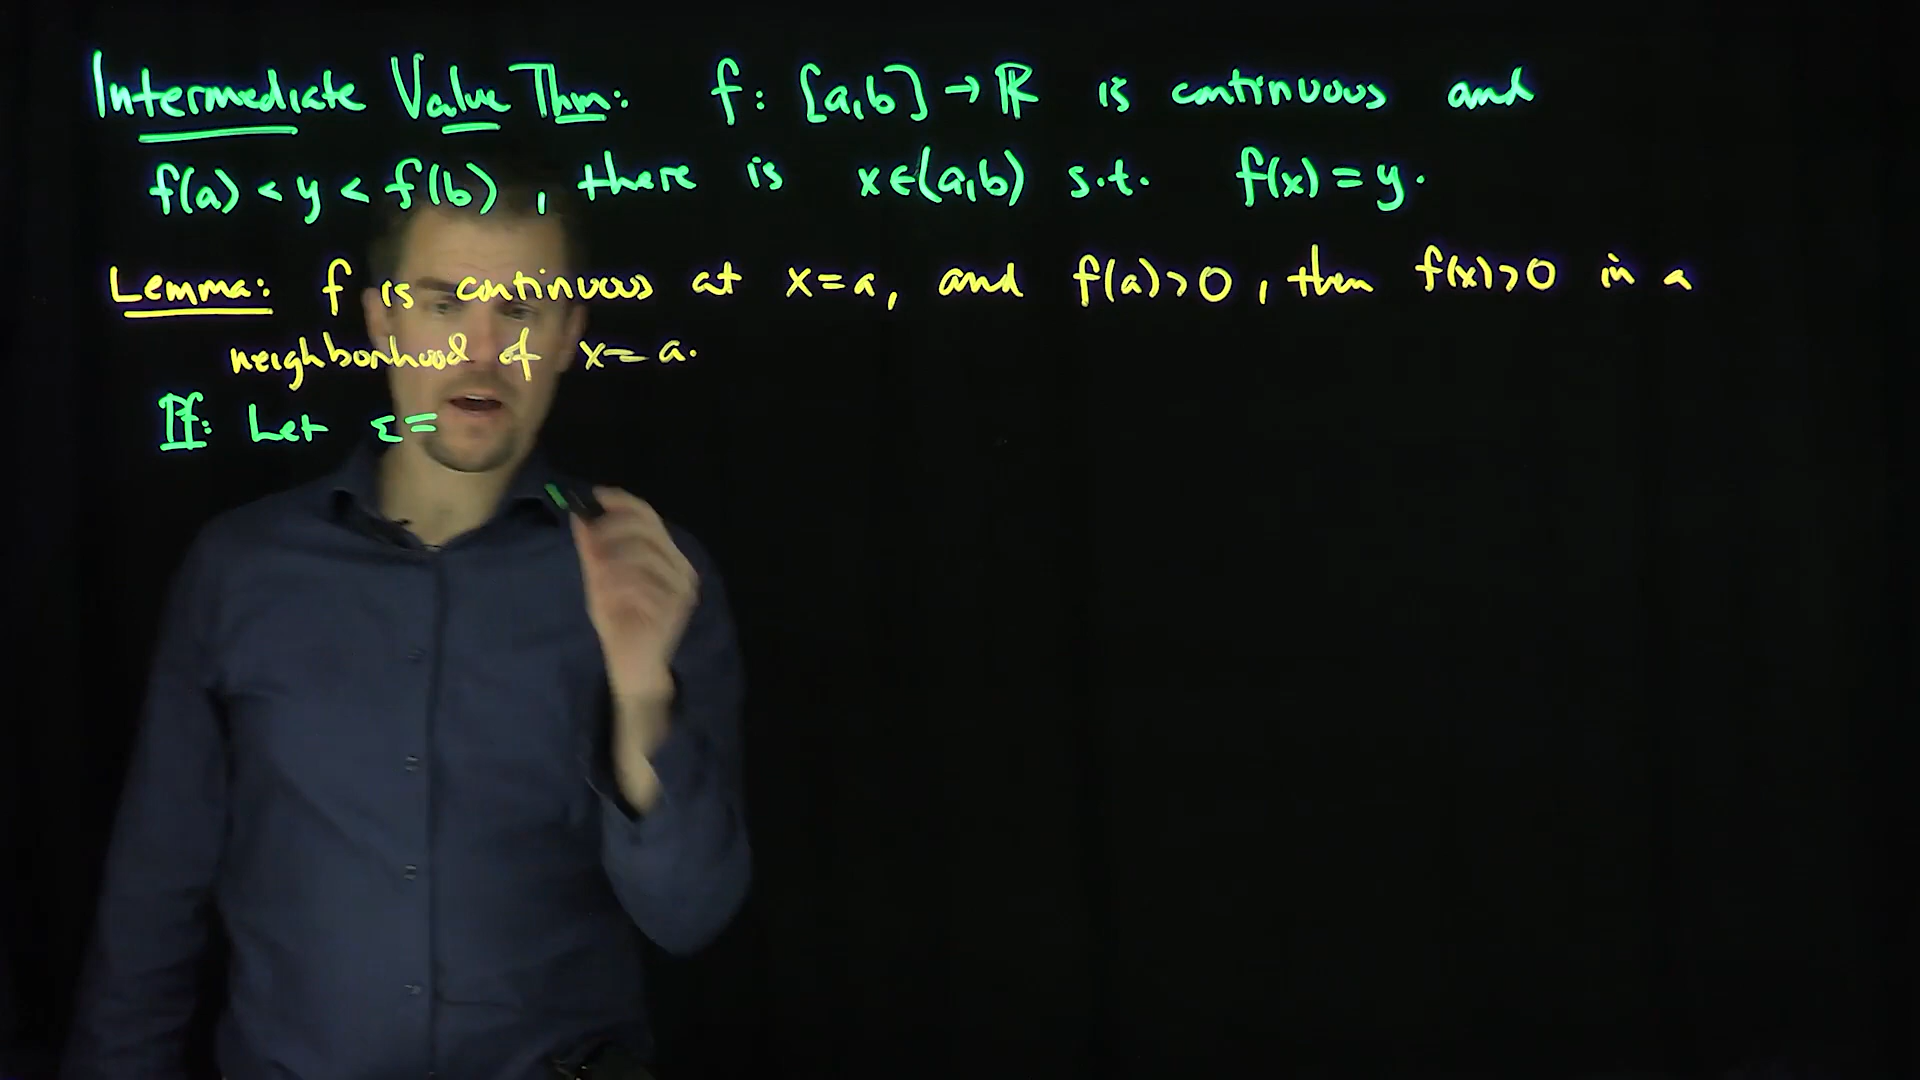 Intermediate Value Thm: f: [a,b] → ℝ is continuous and
f(a) < y < f(b), there is x∈(a,b) s.t. f(x) = y.
Lemma: f is continuous at x=a, and f(a)>0, then f(x)>0 in a
neighborhood of x=a.
Pf: Let ε=